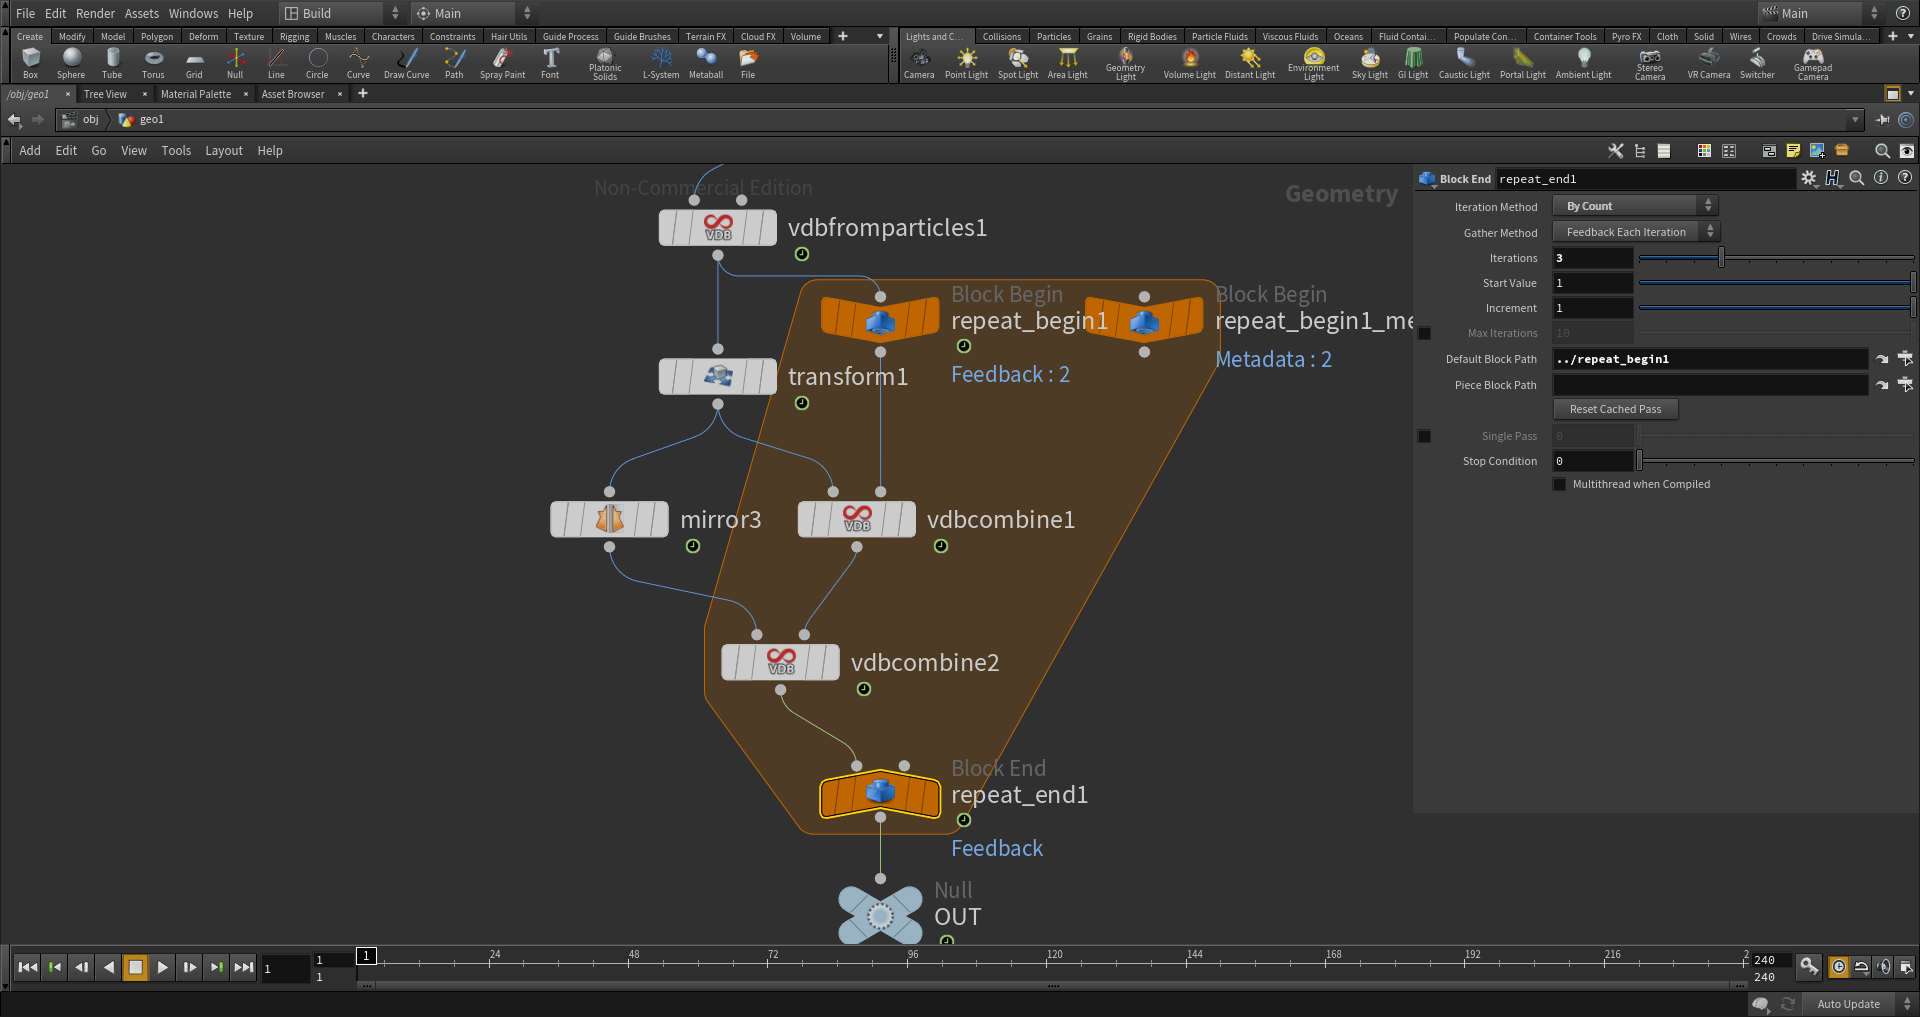 File Edit Render Assets Windows Help Build Main Main
Create Modify Model Polygon Deform Texture Rigging Muscles Characters Constraints Hair Utils Guide Process Guide Brushes Terrain FX Cloud FX Volume
Lights and C... Collisions Particles Grains Rigid Bodies Particle Fluids Viscous Fluids Oceans Fluid Contai... Populate Con... Container Tools Pyro FX Cloth Solid Wires Crowds Drive Simula...
Box Sphere Tube Torus Grid Null Line Circle Curve Draw Curve Path Spray Paint Font Platonic Solids L-System Metaball File
Camera Point Light Spot Light Area Light Geometry Light Volume Light Distant Light Environment Light Sky Light GI Light Caustic Light Portal Light Ambient Light Stereo Camera VR Camera Switcher Gamepad Camera
/obj/geo1 Tree View Material Palette Asset Browser
obj geo1
Add Edit Go View Tools Layout Help
Non-Commercial Edition
Geometry
VDB
vdbfromparticles1
Block Begin
repeat_begin1
Feedback : 2
Block Begin
repeat_begin1_me
Metadata : 2
transform1
mirror3
VDB
vdbcombine1
VDB
vdbcombine2
Block End
repeat_end1
Feedback
Null
OUT
Block End repeat_end1
Iteration Method By Count
Gather Method Feedback Each Iteration
Iterations 3
Start Value 1
Increment 1
Max Iterations 10
Default Block Path ../repeat_begin1
Piece Block Path
Reset Cached Pass
Single Pass 0
Stop Condition 0
Multithread when Compiled
1 1 1 1 24 48 72 96 120 144 168 192 216 2 240
240
Auto Update